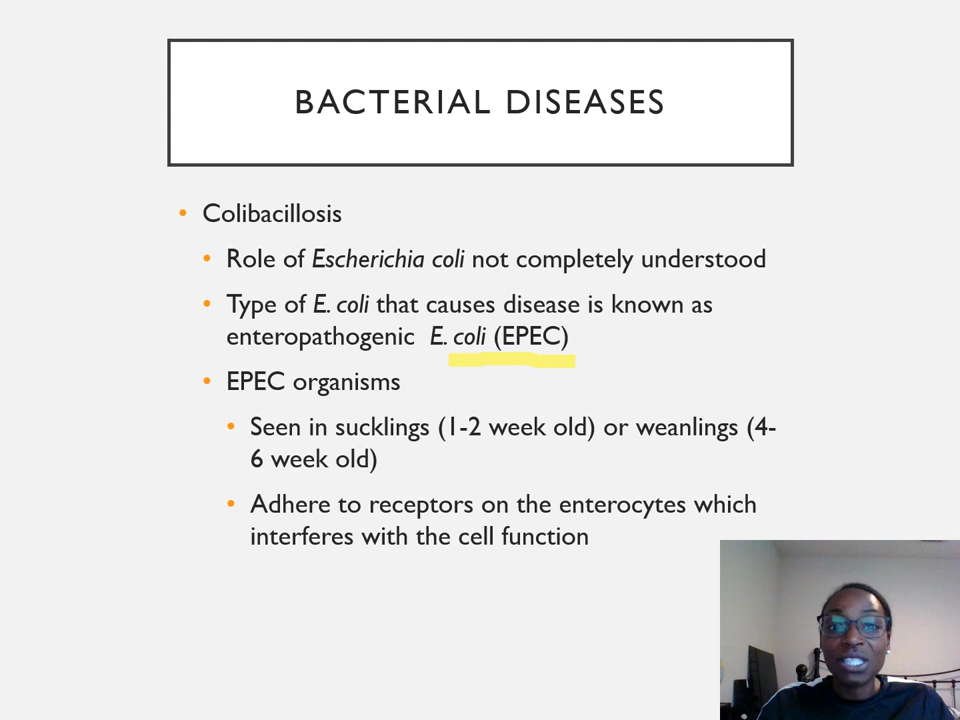 BACTERIAL DISEASES
• Colibacillosis
• Role of Escherichia coli not completely understood
• Type of E. coli that causes disease is known as
enteropathogenic E. coli (EPEC)
• EPEC organisms
• Seen in sucklings (1-2 week old) or weanlings (4-
6 week old)
• Adhere to receptors on the enterocytes which
interferes with the cell function